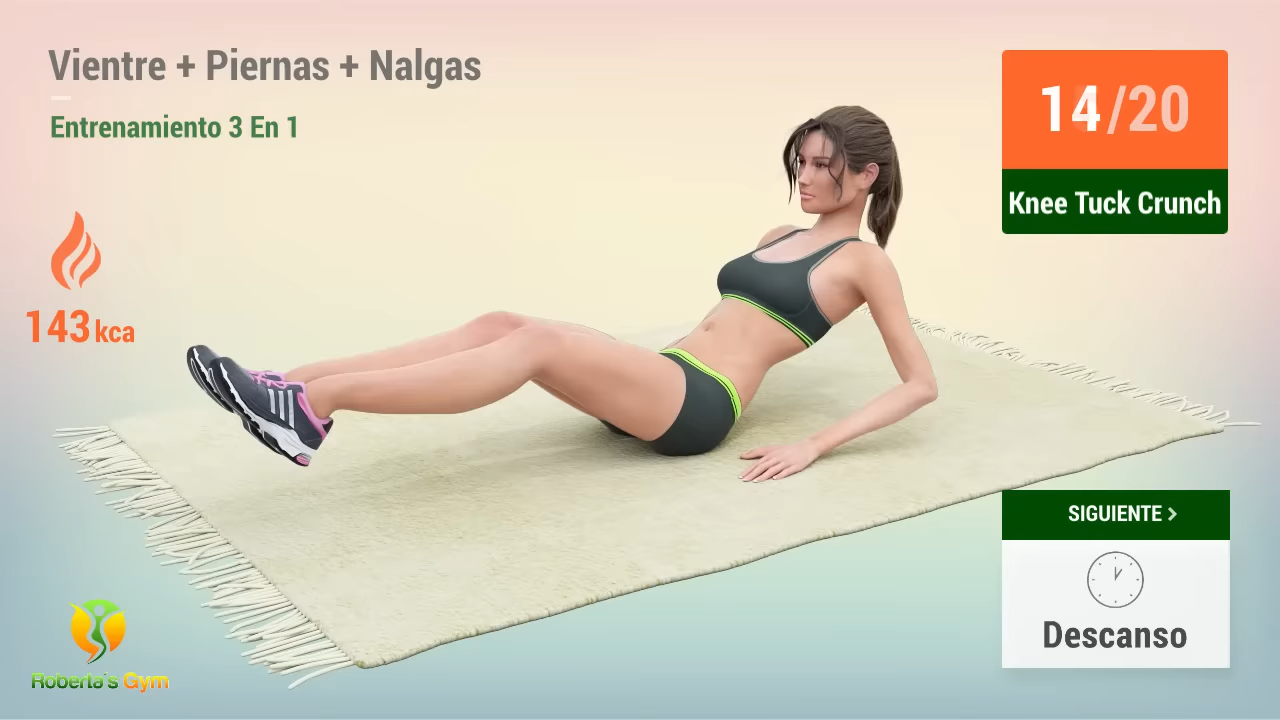 Vientre + Piernas + Nalgas
Entrenamiento 3 En 1
14/20
Knee Tuck Crunch
143 kca
SIGUIENTE >
Descanso
Roberta's Gym